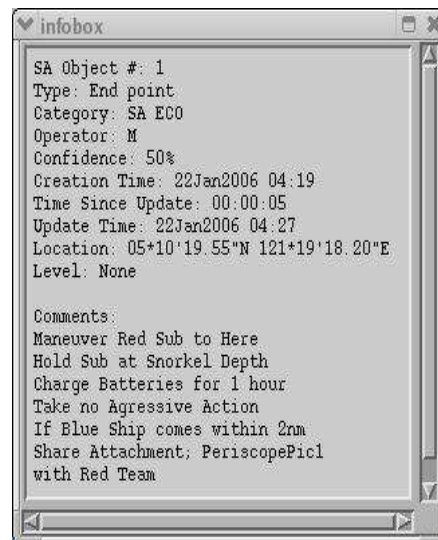 infobox
SA Object #: 1
Type: End point
Category: SA ECO
Operator: M
Confidence: 50%
Creation Time: 22Jan2006 04:19
Time Since Update: 00:00:05
Update Time: 22Jan2006 04:27
Location: 05*10'19.55"N 121*19'18.20"E
Level: None
Comments:
Maneuver Red Sub to Here
Hold Sub at Snorkel Depth
Charge Batteries for 1 hour
Take no Agressive Action
If Blue Ship comes within 2nm
Share Attachment; PeriscopePic1
with Red Team